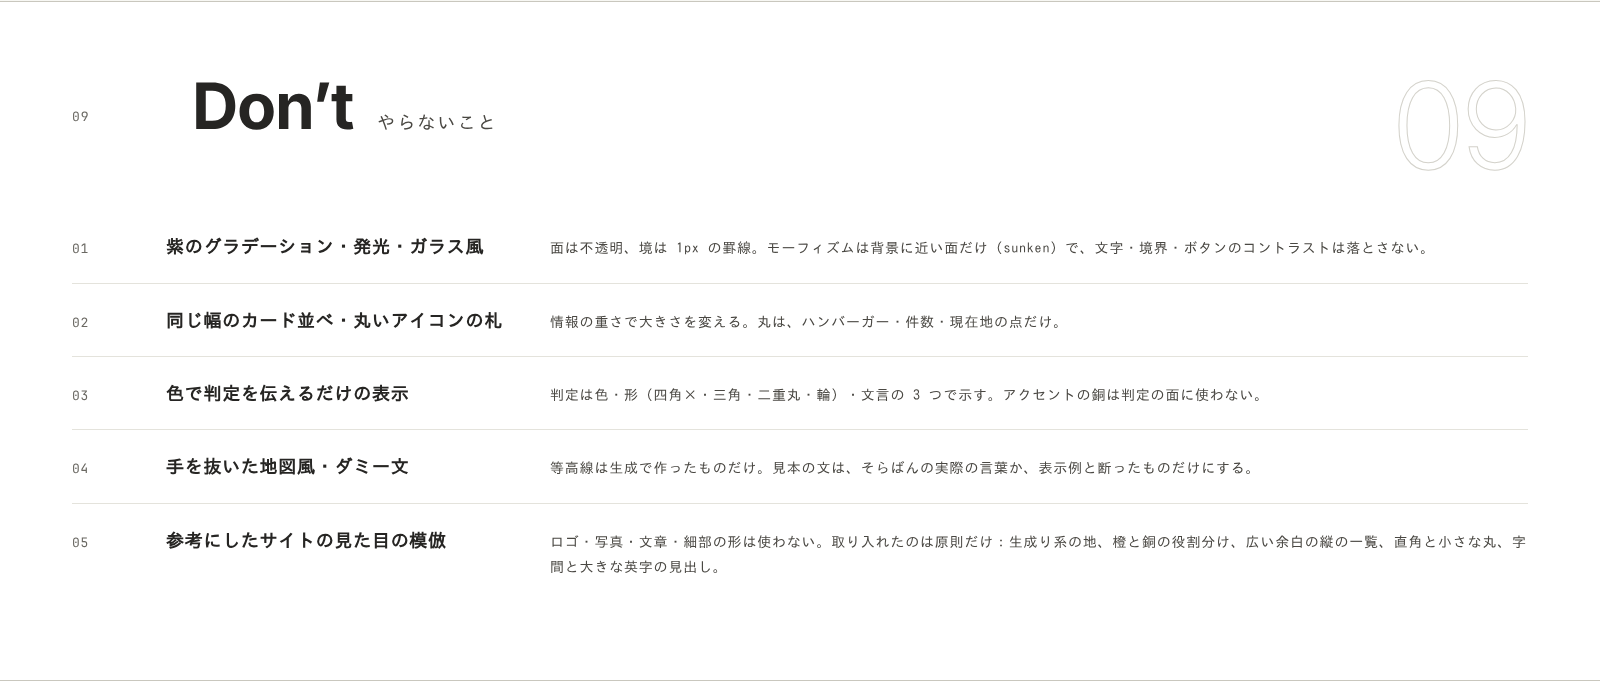 09
Don’t やらないこと
09
01 紫のグラデーション・発光・ガラス風 面は不透明、境は 1px の罫線。モーフィズムは背景に近い面だけ（sunken）で、文字・境界・ボタンのコントラストは落とさない。
02 同じ幅のカード並べ・丸いアイコンの札 情報の重さで大きさを変える。丸は、ハンバーガー・件数・現在地の点だけ。
03 色で判定を伝えるだけの表示 判定は色・形（四角×・三角・二重丸・輪）・文言の 3 つで示す。アクセントの銅は判定の面に使わない。
04 手を抜いた地図風・ダミー文 等高線は生成で作ったものだけ。見本の文は、そらばんの実際の言葉か、表示例と断ったものだけにする。
05 参考にしたサイトの見た目の模倣 ロゴ・写真・文章・細部の形は使わない。取り入れたのは原則だけ：生成り系の地、橙と銅の役割分け、広い余白の縦の一覧、直角と小さな丸、字
間と大きな英字の見出し。